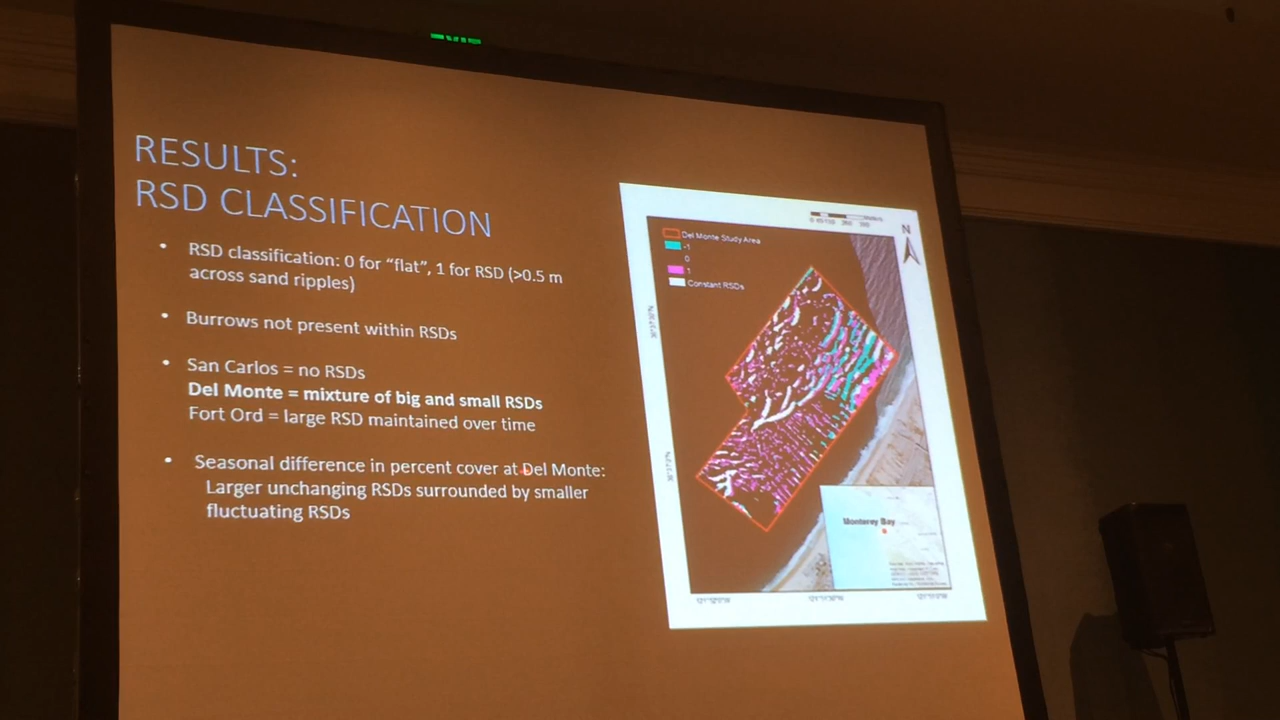 RESULTS:
RSD CLASSIFICATION
• RSD classification: 0 for “flat”, 1 for RSD (>0.5 m
across sand ripples)
• Burrows not present within RSDs
• San Carlos = no RSDs
Del Monte = mixture of big and small RSDs
Fort Ord = large RSD maintained over time
• Seasonal difference in percent cover at Del Monte:
Larger unchanging RSDs surrounded by smaller
fluctuating RSDs
N
Del Monte Study Area
-1
0
1
Constant RSDs
Monterey Bay